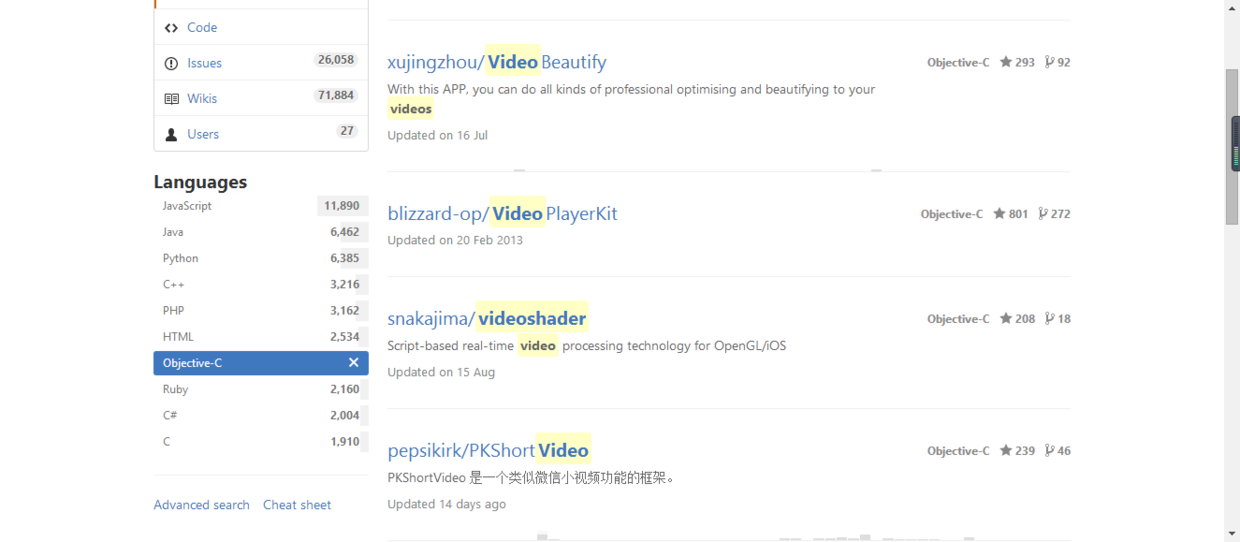 Code
Issues 26,058
Wikis 71,884
Users 27
Languages
JavaScript 11,890
Java 6,462
Python 6,385
C++ 3,216
PHP 3,162
HTML 2,534
Objective-C
Ruby 2,160
C# 2,004
C 1,910
Advanced search Cheat sheet
xujingzhou/VideoBeautify Objective-C 293 92
With this APP, you can do all kinds of professional optimising and beautifying to your
videos
Updated on 16 Jul
blizzard-op/VideoPlayerKit Objective-C 801 272
Updated on 20 Feb 2013
snakajima/videoshader Objective-C 208 18
Script-based real-time video processing technology for OpenGL/iOS
Updated on 15 Aug
pepsikirk/PKShortVideo Objective-C 239 46
PKShortVideo 是一个类似微信小视频功能的框架。
Updated 14 days ago